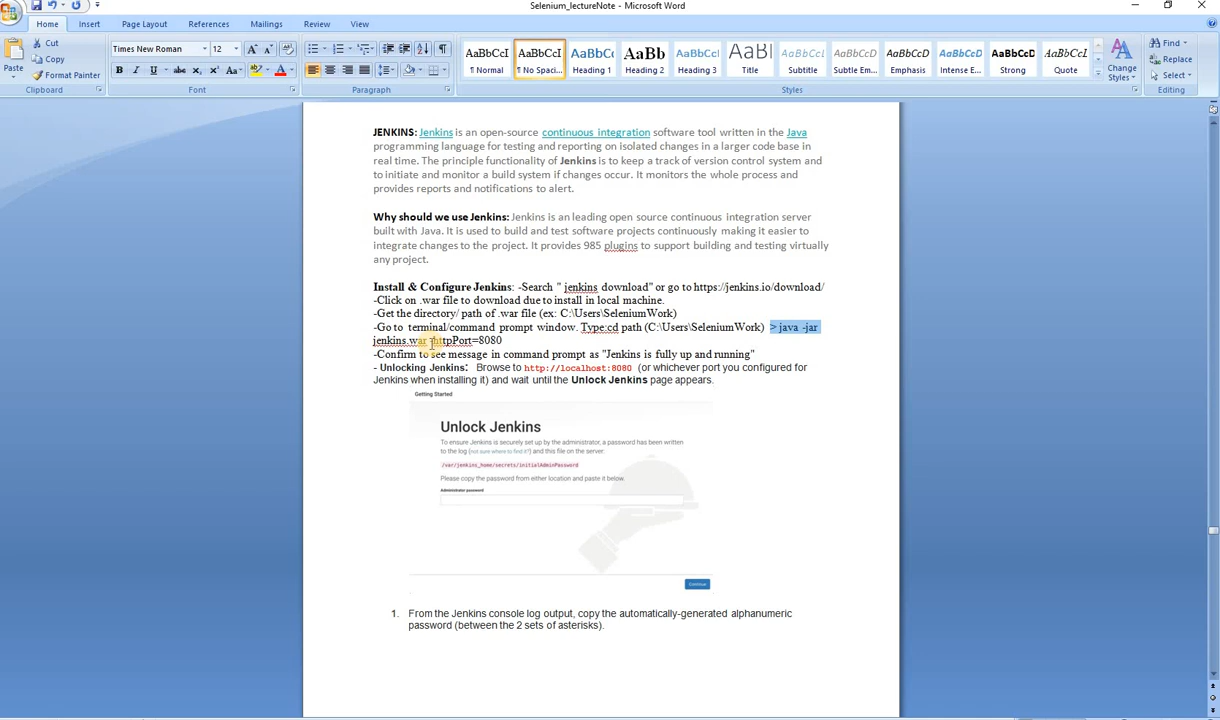 Selenium_lectureNote - Microsoft Word
Home Insert Page Layout References Mailings Review View
Paste
Cut
Copy
Format Painter
Clipboard
Times New Roman 12
Font
Paragraph
AaBbCcI AaBbCcI AaBbCc AaBb AaBbCcl AaBl AaBbCcL AaBbCcD AaBbCcD AaBbCcD AaBbCcD AaBbCcL
¶ Normal ¶ No Spaci... Heading 1 Heading 2 Heading 3 Title Subtitle Subtle Em... Emphasis Intense E... Strong Quote
Styles
Change Styles
Find
Replace
Select
Editing
JENKINS: Jenkins is an open-source continuous integration software tool written in the Java
programming language for testing and reporting on isolated changes in a larger code base in
real time. The principle functionality of Jenkins is to keep a track of version control system and
to initiate and monitor a build system if changes occur. It monitors the whole process and
provides reports and notifications to alert.
Why should we use Jenkins: Jenkins is an leading open source continuous integration server
built with Java. It is used to build and test software projects continuously making it easier to
integrate changes to the project. It provides 985 plugins to support building and testing virtually
any project.
Install & Configure Jenkins: -Search " jenkins download" or go to https://jenkins.io/download/
-Click on .war file to download due to install in local machine.
-Get the directory/ path of .war file (ex: C:\Users\SeleniumWork)
-Go to terminal/command prompt window. Type:cd path (C:\Users\SeleniumWork) > java -jar
jenkins.war -httpPort=8080
-Confirm to see message in command prompt as "Jenkins is fully up and running"
- Unlocking Jenkins: Browse to http://localhost:8080 (or whichever port you configured for
Jenkins when installing it) and wait until the Unlock Jenkins page appears.
Getting Started
Unlock Jenkins
To ensure Jenkins is securely set up by the administrator, a password has been written
to the log (not sure where to find it?) and this file on the server:
/var/jenkins_home/secrets/initialAdminPassword
Please copy the password from either location and paste it below.
Administrator password
Continue
1. From the Jenkins console log output, copy the automatically-generated alphanumeric
password (between the 2 sets of asterisks).